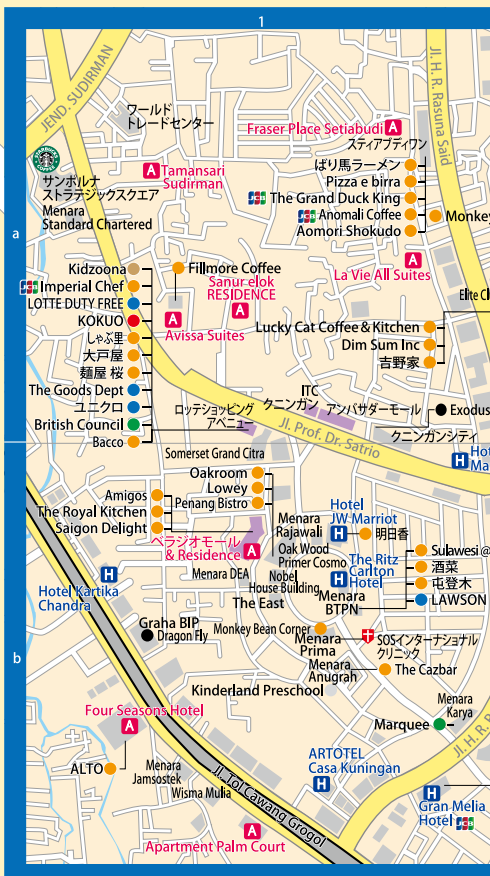 1
JEND. SUDIRMAN
Jl. H. R. Rasuna Said
ワールド
トレードセンター
Fraser Place Setiabudi A
スティアブディワン
STARBUCKS
COFFEE
サンポルナ
ストラテジックスクエア
Menara
Standard Chartered
A Tamansari
Sudirman
ばり馬ラーメン
Pizza e birra
JCB The Grand Duck King
JCB Anomali Coffee
Monkey
Aomori Shokudo
a
La Vie All Suites
A
Kidzoona
JCB Imperial Chef
LOTTE DUTY FREE
KOKUO
しゃぶ里
大戸屋
麺屋 桜
The Goods Dept
ユニクロ
British Council
Bacco
Fillmore Coffee
Sanur elok
RESIDENCE
A
A
Avissa Suites
Elite Cl
Lucky Cat Coffee & Kitchen
Dim Sum Inc
吉野家
ITC
クニンガン
アンバサダーモール
Exodus
ロッテショッピング
アベニュー
Jl. Prof. Dr. Satrio
クニンガンシティ
H Hot
Ma
Somerset Grand Citra
Oakroom
Lowey
Penang Bistro
Amigos
The Royal Kitchen
Saigon Delight
ベラジオモール
& Residence A
Menara DEA
Menara
Rajawali
Oak Wood
Primer Cosmo
Nobel
House Building
The East
Hotel
JW.Marriot
H 明日香
The Ritz
Carlton
Hotel
H
Menara
BTPN
Sulawesi@
酒菜
屯登木
LAWSON
H
Hotel Kartika
Chandra
Graha BIP
Dragon Fly
Monkey Bean Corner
Menara
Prima
SOSインターナショナル
クリニック
Menara
Anugrah
The Cazbar
b
Kinderland Preschool
Menara
Karya
Marquee
Jl. H. R.
Four Seasons Hotel
A
ALTO
Menara
Jamsostek
Wisma Mulia
Jl. Tol Cawang Grogol
ARTOTEL
Casa Kuningan
H
H
Gran Melia
Hotel JCB
A
Apartment Palm Court